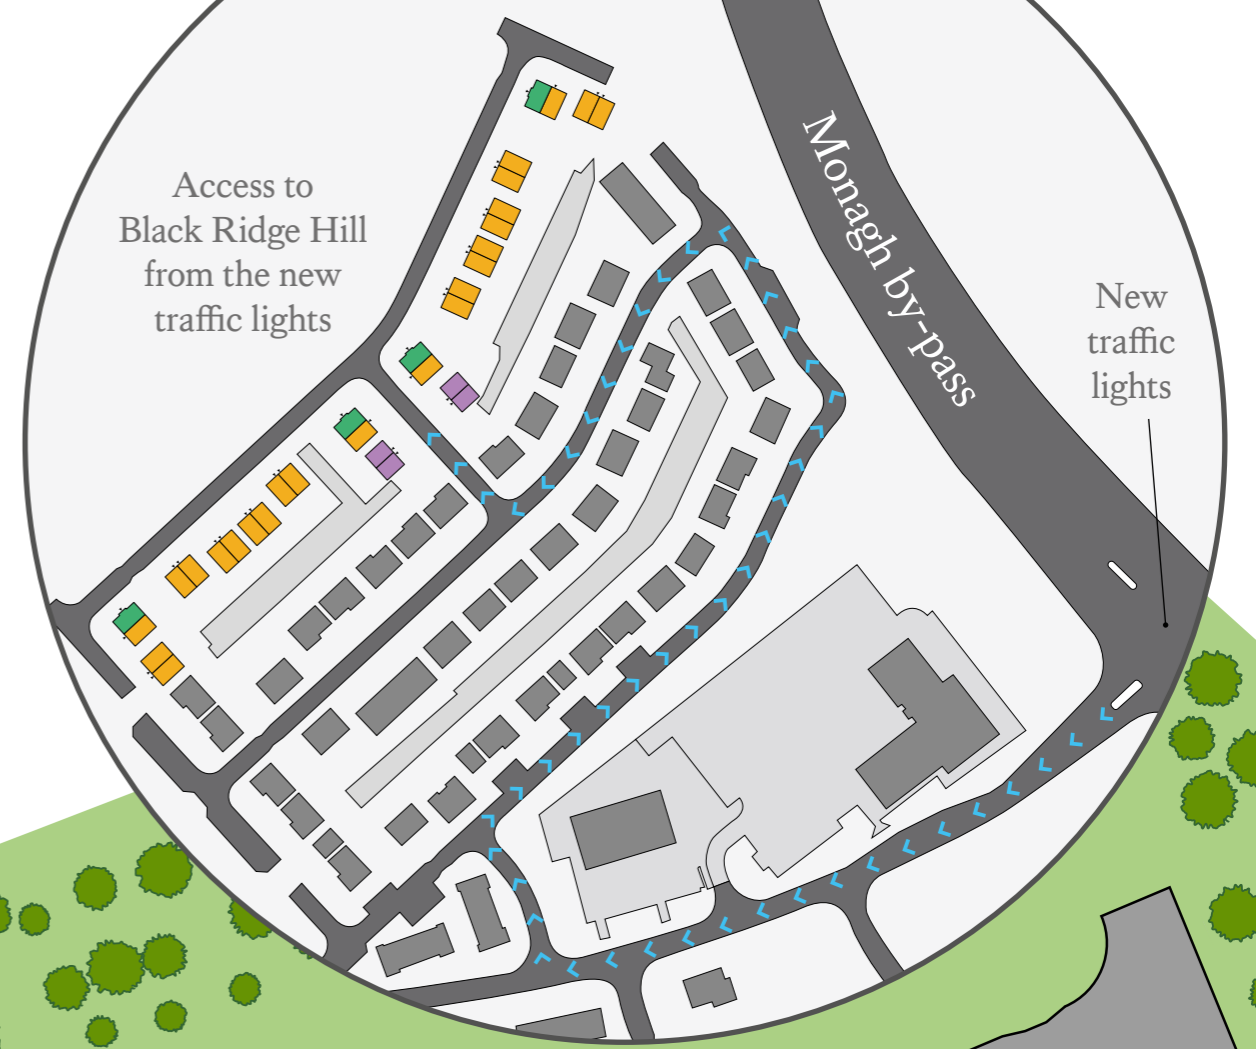 Access to
Black Ridge Hill
from the new
traffic lights
Monagh by-pass
New
traffic
lights